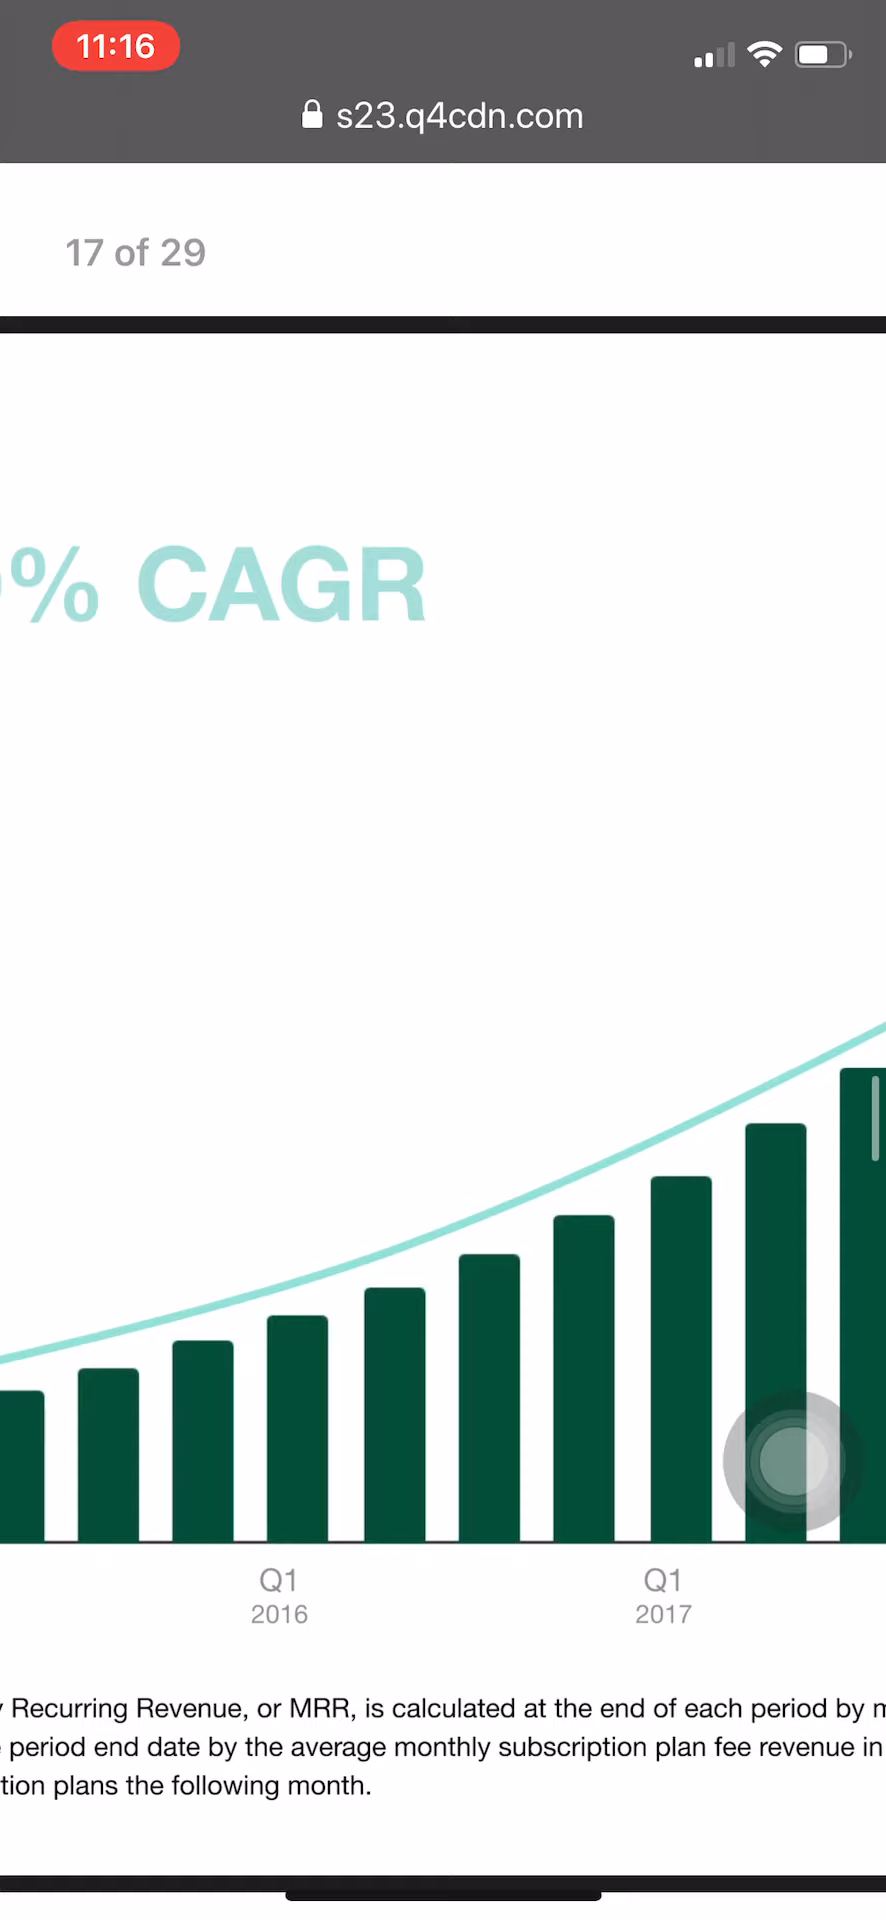 11:16
s23.q4cdn.com
17 of 29
% CAGR
Q1
2016
Q1
2017
Recurring Revenue, or MRR, is calculated at the end of each period by
period end date by the average monthly subscription plan fee revenue in
tion plans the following month.